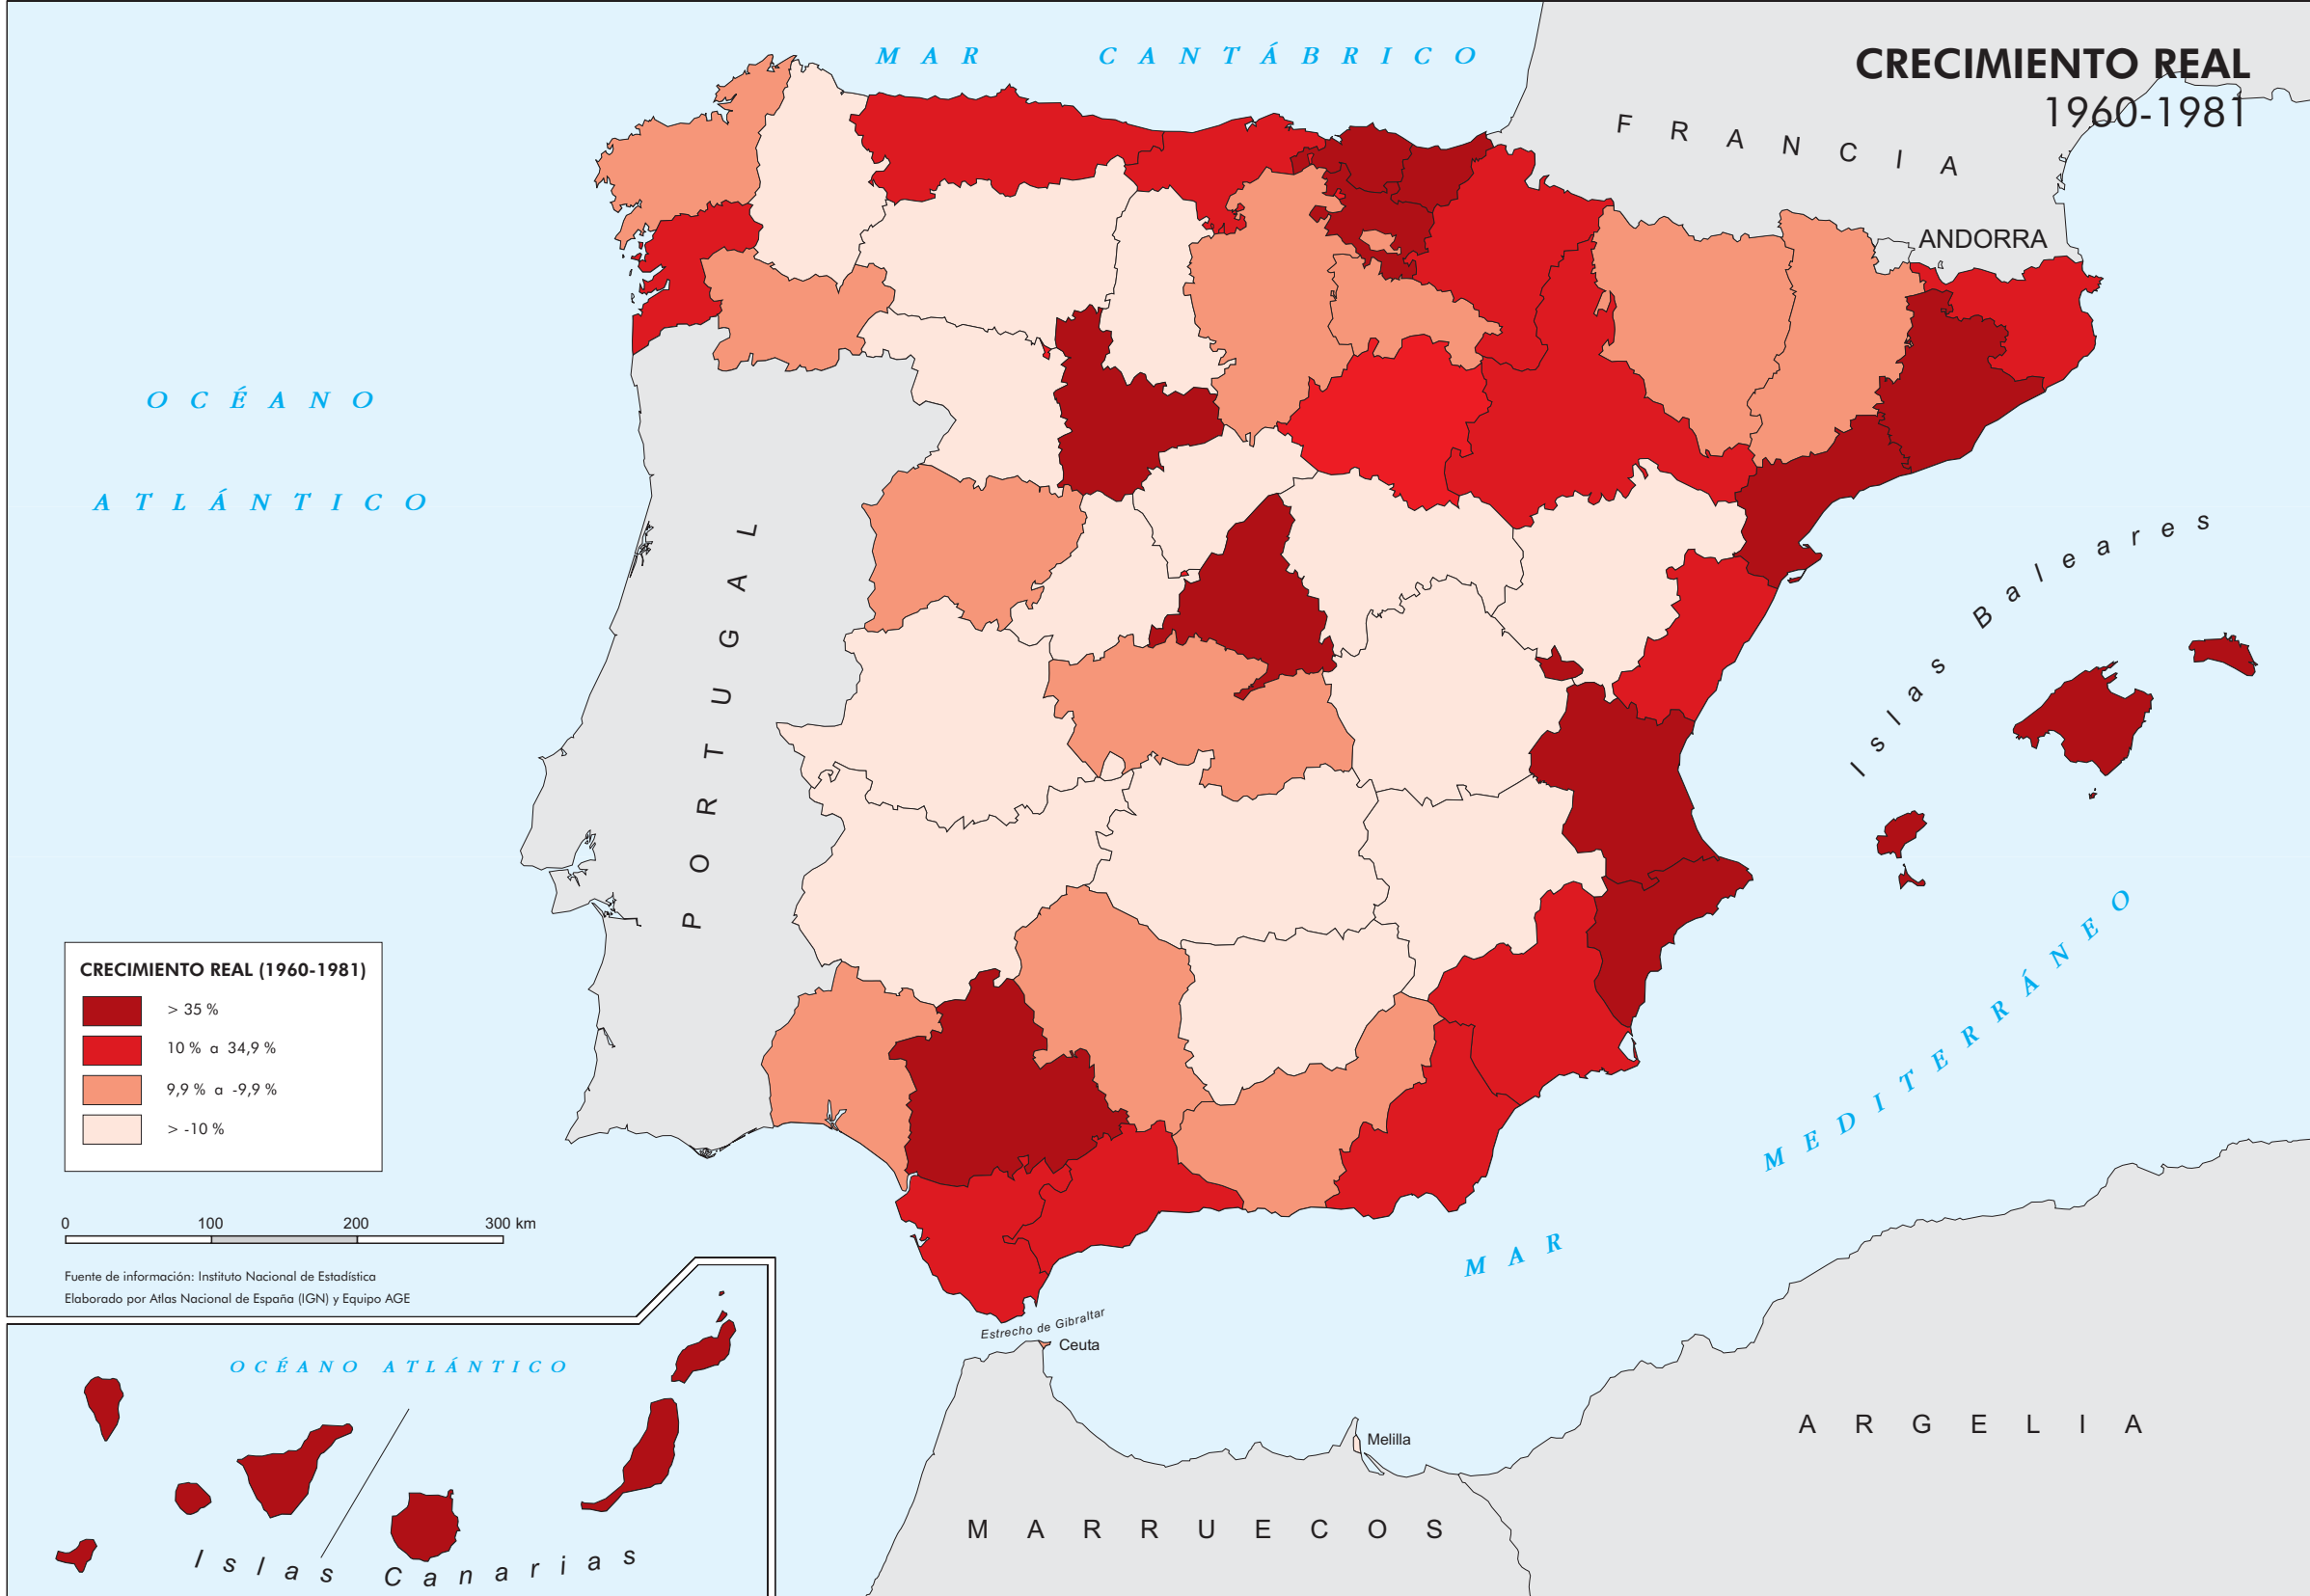 MAR CANTÁBRICO
CRECIMIENTO REAL
1960-1981
FRANCIA
ANDORRA
OCÉANO
ATLÁNTICO
PORTUGAL
Islas Baleares
MAR MEDITERRÁNEO
CRECIMIENTO REAL (1960-1981)
> 35 %
10 % a 34,9 %
9,9 % a -9,9 %
> -10 %
0 100 200 300 km
Fuente de información: Instituto Nacional de Estadística
Elaborado por Atlas Nacional de España (IGN) y Equipo AGE
Estrecho de Gibraltar
Ceuta
Melilla
OCÉANO ATLÁNTICO
Islas Canarias
MARRUECOS
ARGELIA